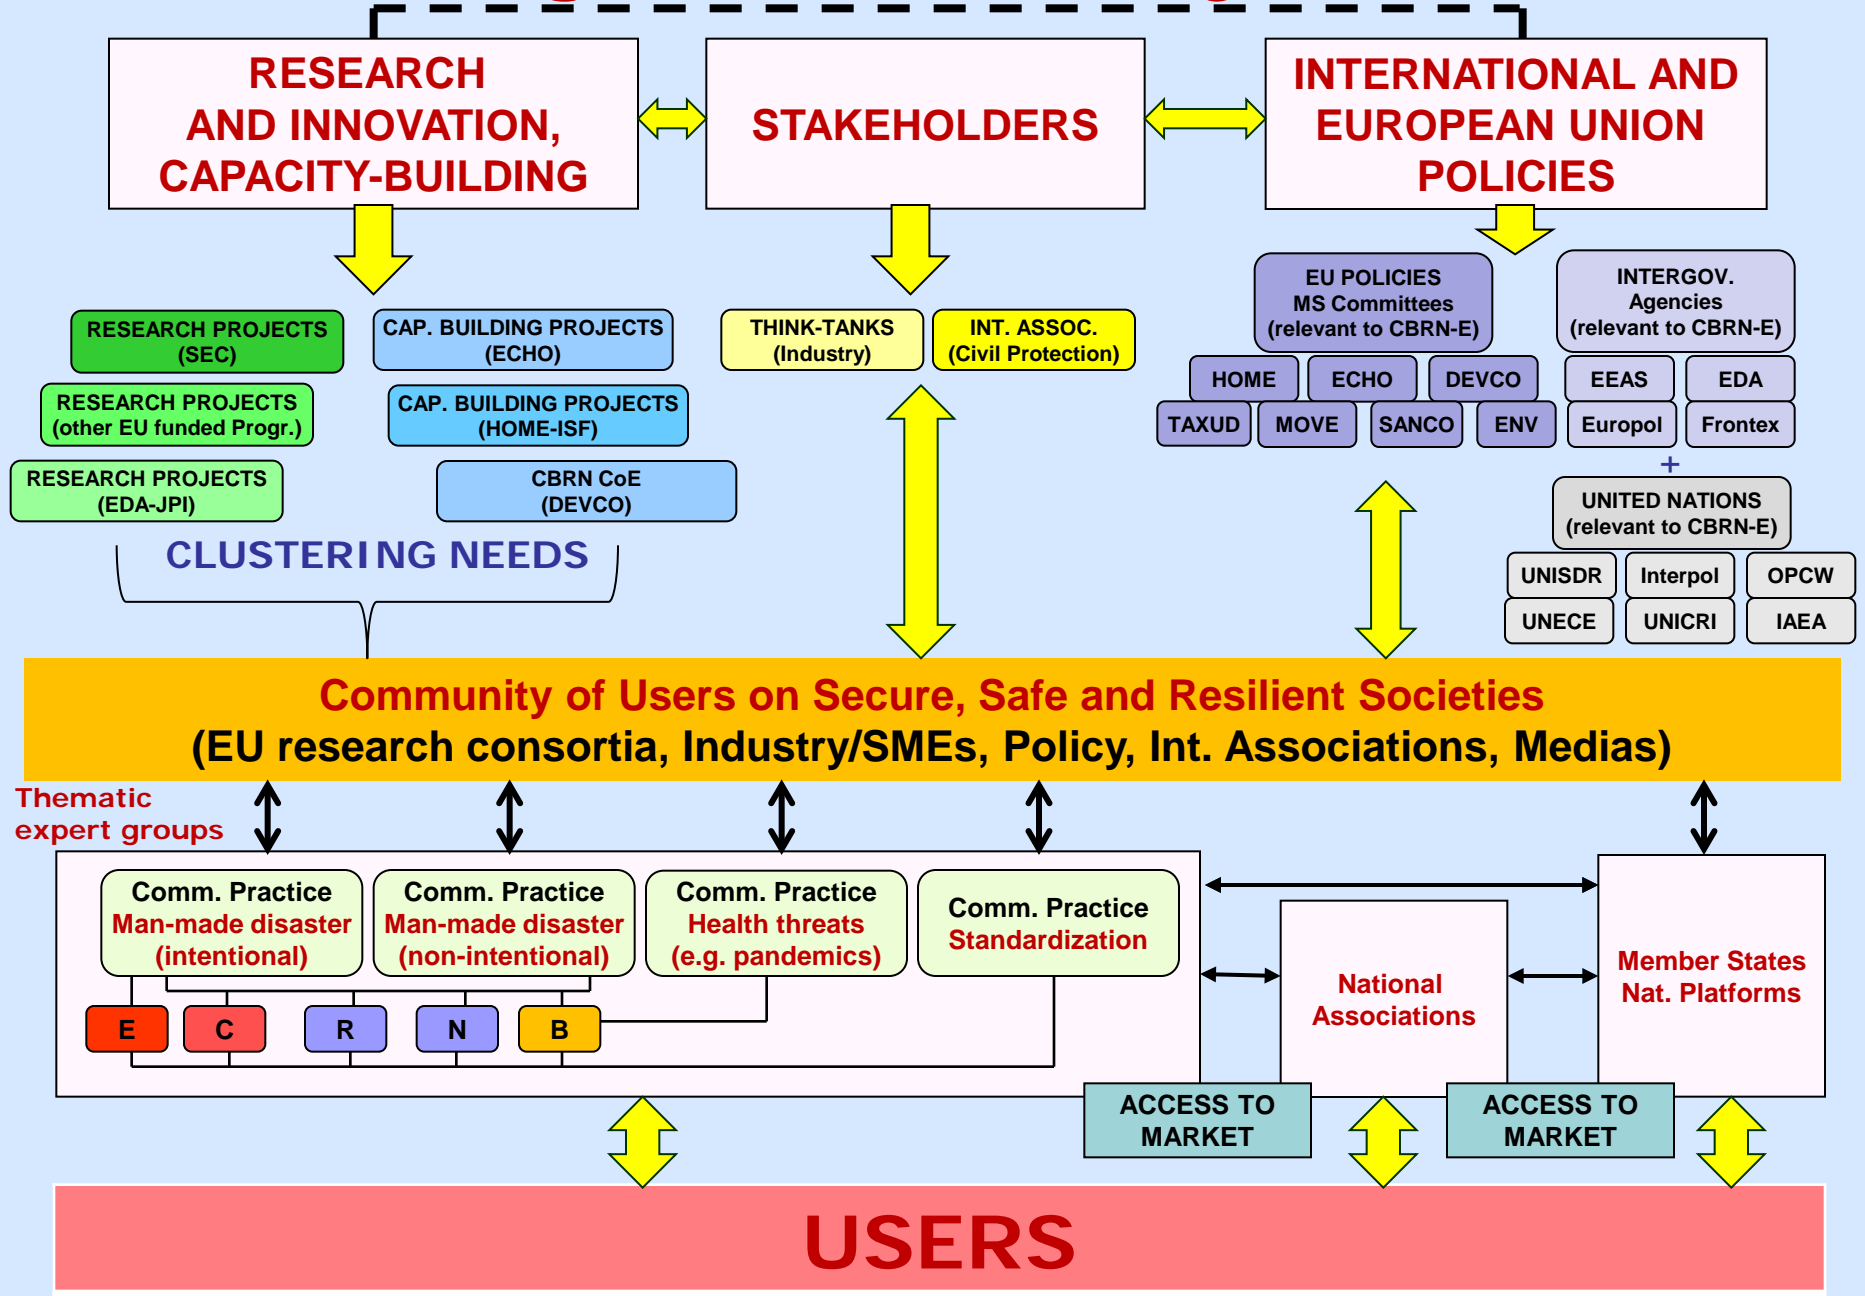 RESEARCH
AND INNOVATION,
CAPACITY-BUILDING
STAKEHOLDERS
INTERNATIONAL AND
EUROPEAN UNION
POLICIES
RESEARCH PROJECTS
(SEC)
CAP. BUILDING PROJECTS
(ECHO)
RESEARCH PROJECTS
(other EU funded Progr.)
CAP. BUILDING PROJECTS
(HOME-ISF)
RESEARCH PROJECTS
(EDA-JPI)
CBRN CoE
(DEVCO)
CLUSTERING NEEDS
THINK-TANKS
(Industry)
INT. ASSOC.
(Civil Protection)
EU POLICIES
MS Committees
(relevant to CBRN-E)
HOME
ECHO
DEVCO
TAXUD
MOVE
SANCO
ENV
INTERGOV.
Agencies
(relevant to CBRN-E)
EEAS
EDA
Europol
Frontex
+
UNITED NATIONS
(relevant to CBRN-E)
UNISDR
Interpol
OPCW
UNECE
UNICRI
IAEA
Community of Users on Secure, Safe and Resilient Societies
(EU research consortia, Industry/SMEs, Policy, Int. Associations, Medias)
Thematic
expert groups
Comm. Practice
Man-made disaster
(intentional)
Comm. Practice
Man-made disaster
(non-intentional)
Comm. Practice
Health threats
(e.g. pandemics)
Comm. Practice
Standardization
E
C
R
N
B
National
Associations
Member States
Nat. Platforms
ACCESS TO
MARKET
ACCESS TO
MARKET
USERS